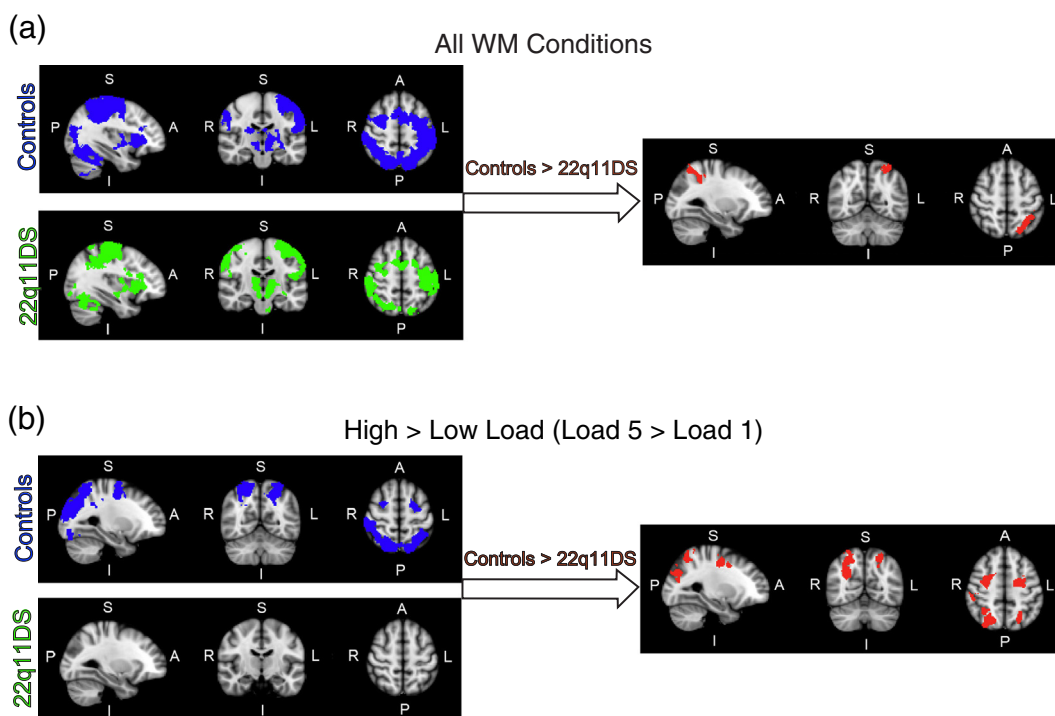 (a)
All WM Conditions
Controls
S S A
P A R L R L
I I P
Controls > 22q11DS
S S A
P A R L R L
I I P
22q11DS
S S A
P A R L R L
I I P
(b)
High > Low Load (Load 5 > Load 1)
Controls
S S A
P A R L R L
I I P
Controls > 22q11DS
S S A
P A R L R L
I I P
22q11DS
S S A
P A R L R L
I I P